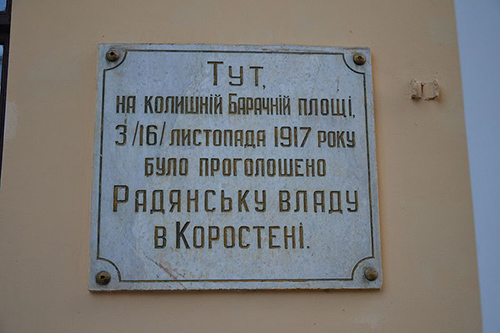 Тут,
на колишній Барачній площі,
3/16/ листопада 1917 року
було проголошено
Радянську владу
в Коростені.